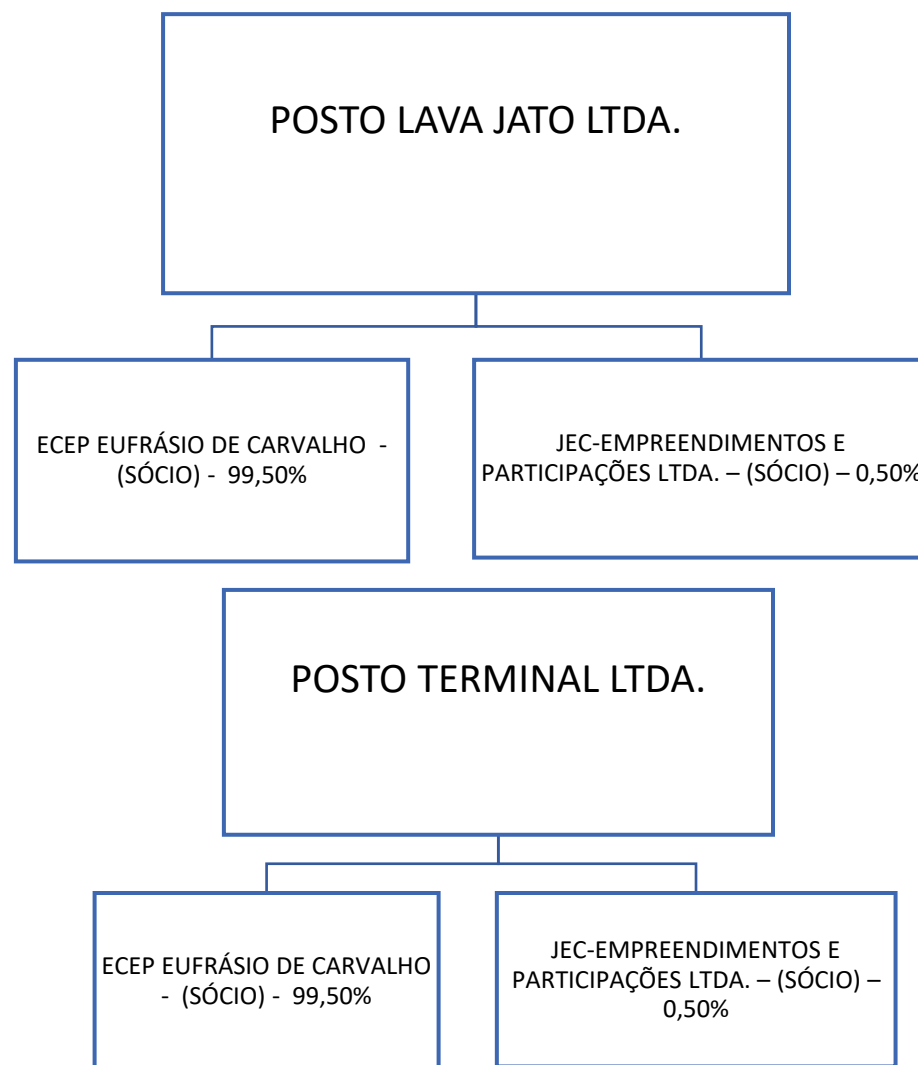 POSTO LAVA JATO LTDA.
ECEP EUFRÁSIO DE CARVALHO -
(SÓCIO) - 99,50%
JEC-EMPREENDIMENTOS E
PARTICIPAÇÕES LTDA. – (SÓCIO) – 0,50%
POSTO TERMINAL LTDA.
ECEP EUFRÁSIO DE CARVALHO
- (SÓCIO) - 99,50%
JEC-EMPREENDIMENTOS E
PARTICIPAÇÕES LTDA. – (SÓCIO) –
0,50%